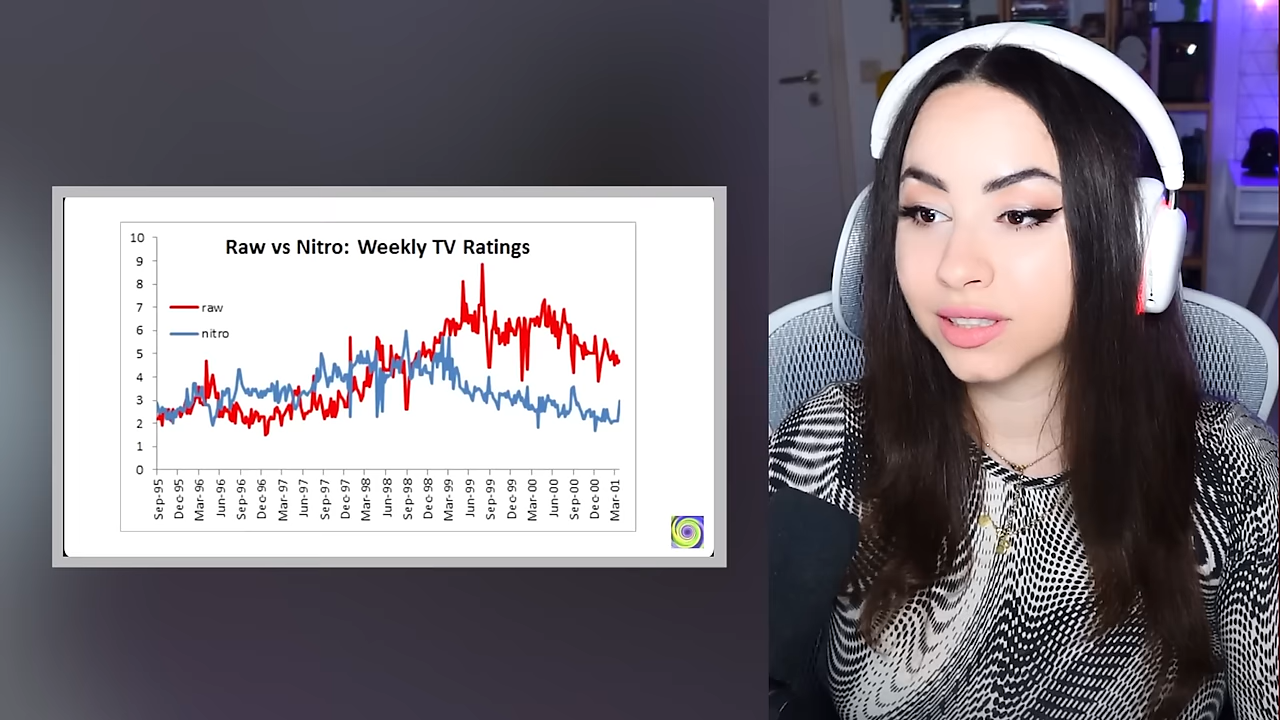 Raw vs Nitro: Weekly TV Ratings
10
9
8
7
6
5
4
3
2
1
0
raw
nitro
Sep-95
Dec-95
Mar-96
Jun-96
Sep-96
Dec-96
Mar-97
Jun-97
Sep-97
Dec-97
Mar-98
Jun-98
Sep-98
Dec-98
Mar-99
Jun-99
Sep-99
Dec-99
Mar-00
Jun-00
Sep-00
Dec-00
Mar-01